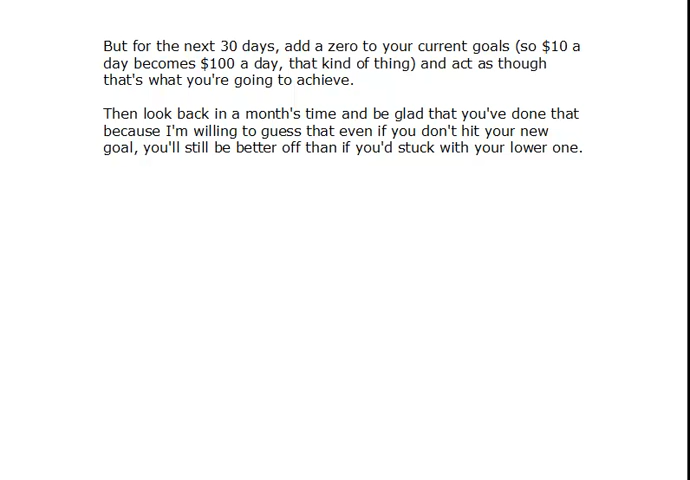 But for the next 30 days, add a zero to your current goals (so $10 a
day becomes $100 a day, that kind of thing) and act as though
that's what you're going to achieve.
Then look back in a month's time and be glad that you've done that
because I'm willing to guess that even if you don't hit your new
goal, you'll still be better off than if you'd stuck with your lower one.